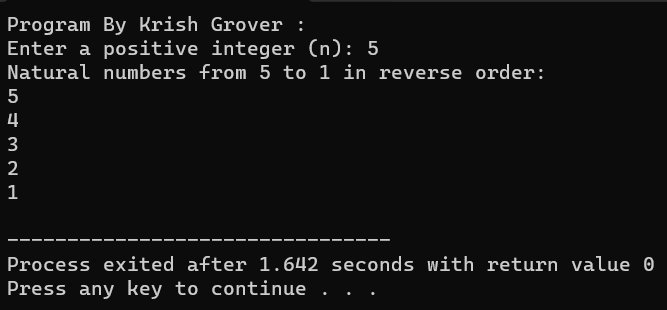 Program By Krish Grover :
Enter a positive integer (n): 5
Natural numbers from 5 to 1 in reverse order:
5
4
3
2
1
--------------------------------
Process exited after 1.642 seconds with return value 0
Press any key to continue . . .